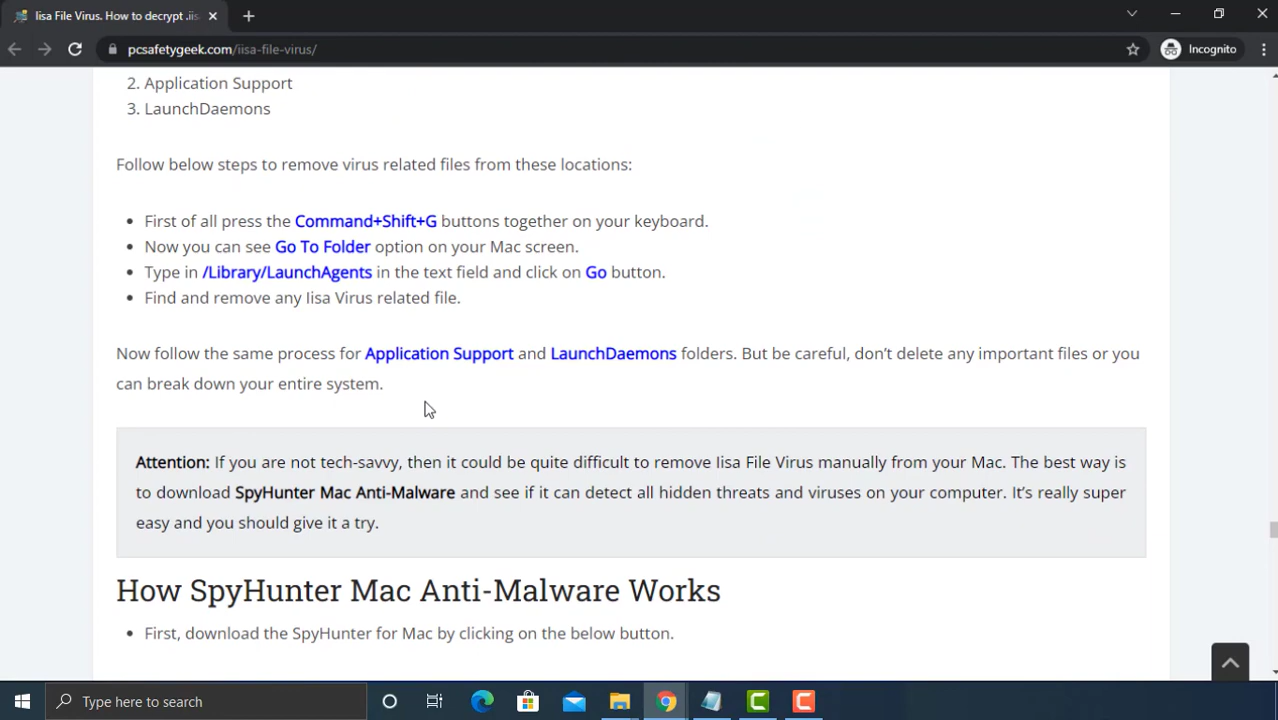 Iisa File Virus. How to decrypt .iis
pcsafetygeek.com/iisa-file-virus/
Incognito
2. Application Support
3. LaunchDaemons
Follow below steps to remove virus related files from these locations:
• First of all press the Command+Shift+G buttons together on your keyboard.
• Now you can see Go To Folder option on your Mac screen.
• Type in /Library/LaunchAgents in the text field and click on Go button.
• Find and remove any Iisa Virus related file.
Now follow the same process for Application Support and LaunchDaemons folders. But be careful, don’t delete any important files or you
can break down your entire system.
Attention: If you are not tech-savvy, then it could be quite difficult to remove Iisa File Virus manually from your Mac. The best way is
to download SpyHunter Mac Anti-Malware and see if it can detect all hidden threats and viruses on your computer. It’s really super
easy and you should give it a try.
How SpyHunter Mac Anti-Malware Works
• First, download the SpyHunter for Mac by clicking on the below button.
Type here to search